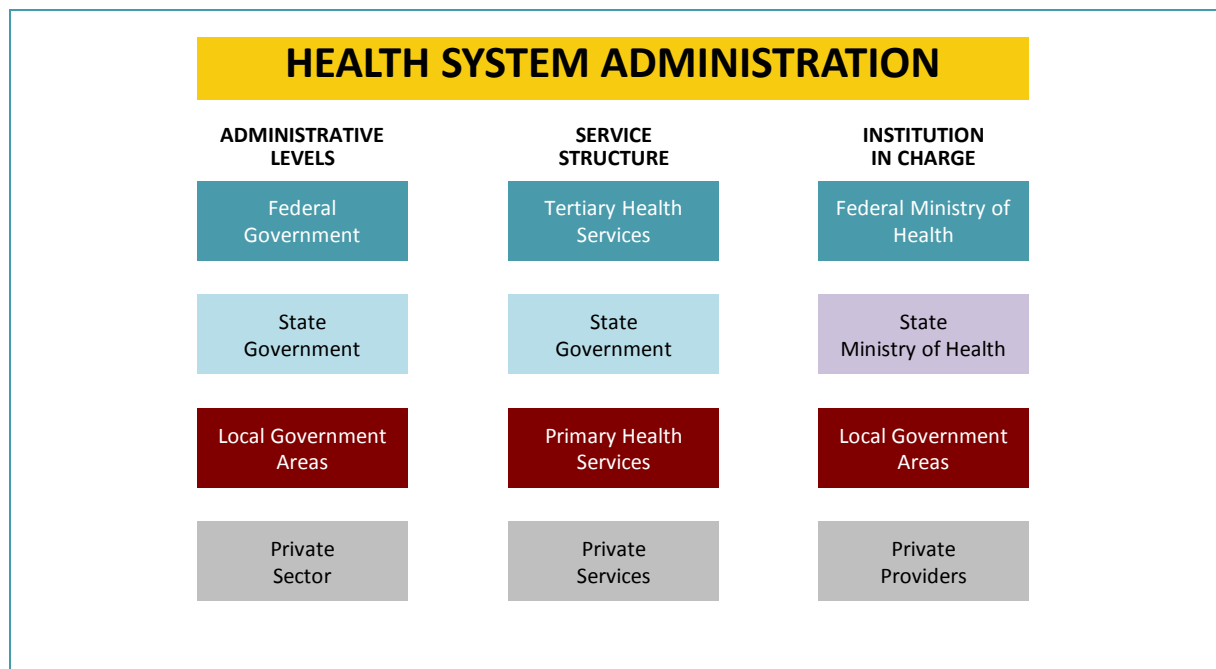 HEALTH SYSTEM ADMINISTRATION
ADMINISTRATIVE
LEVELS
SERVICE
STRUCTURE
INSTITUTION
IN CHARGE
Federal
Government
Tertiary Health
Services
Federal Ministry of
Health
State
Government
State
Government
State
Ministry of Health
Local Government
Areas
Primary Health
Services
Local Government
Areas
Private
Sector
Private
Services
Private
Providers